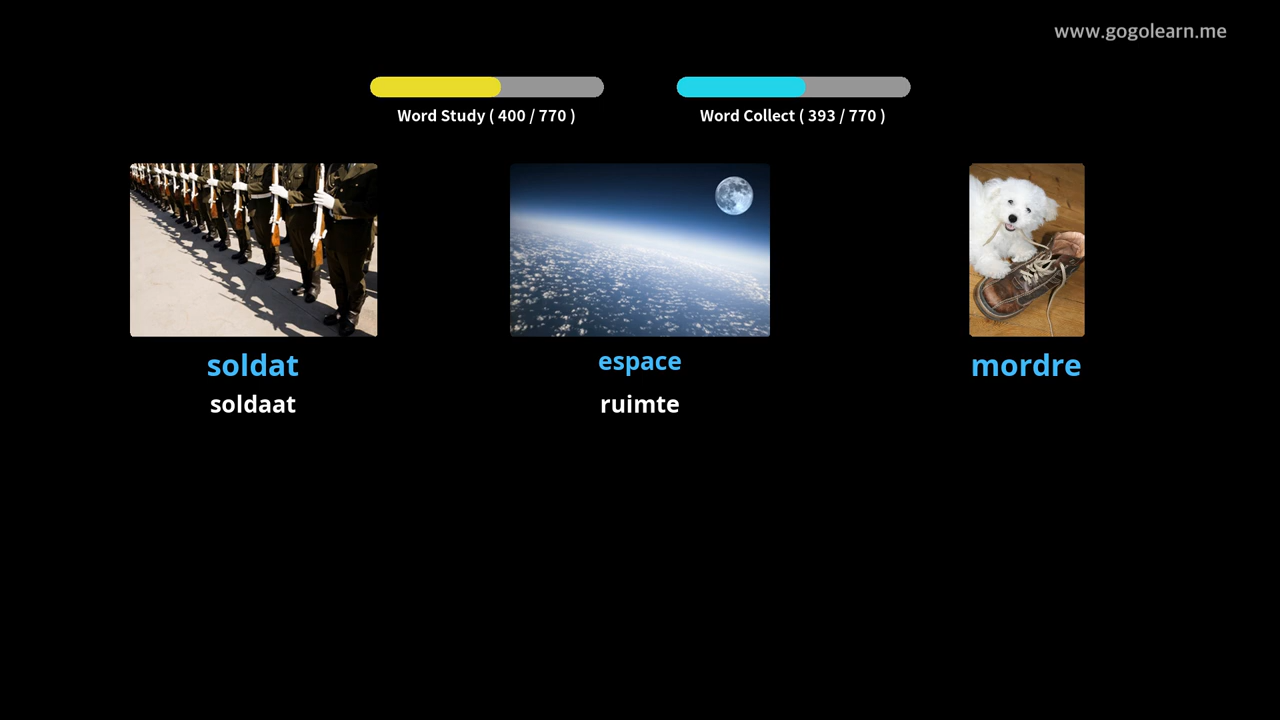 www.gogolearn.me
Word Study ( 400 / 770 )
Word Collect ( 393 / 770 )
soldat
soldaat
espace
ruimte
mordre